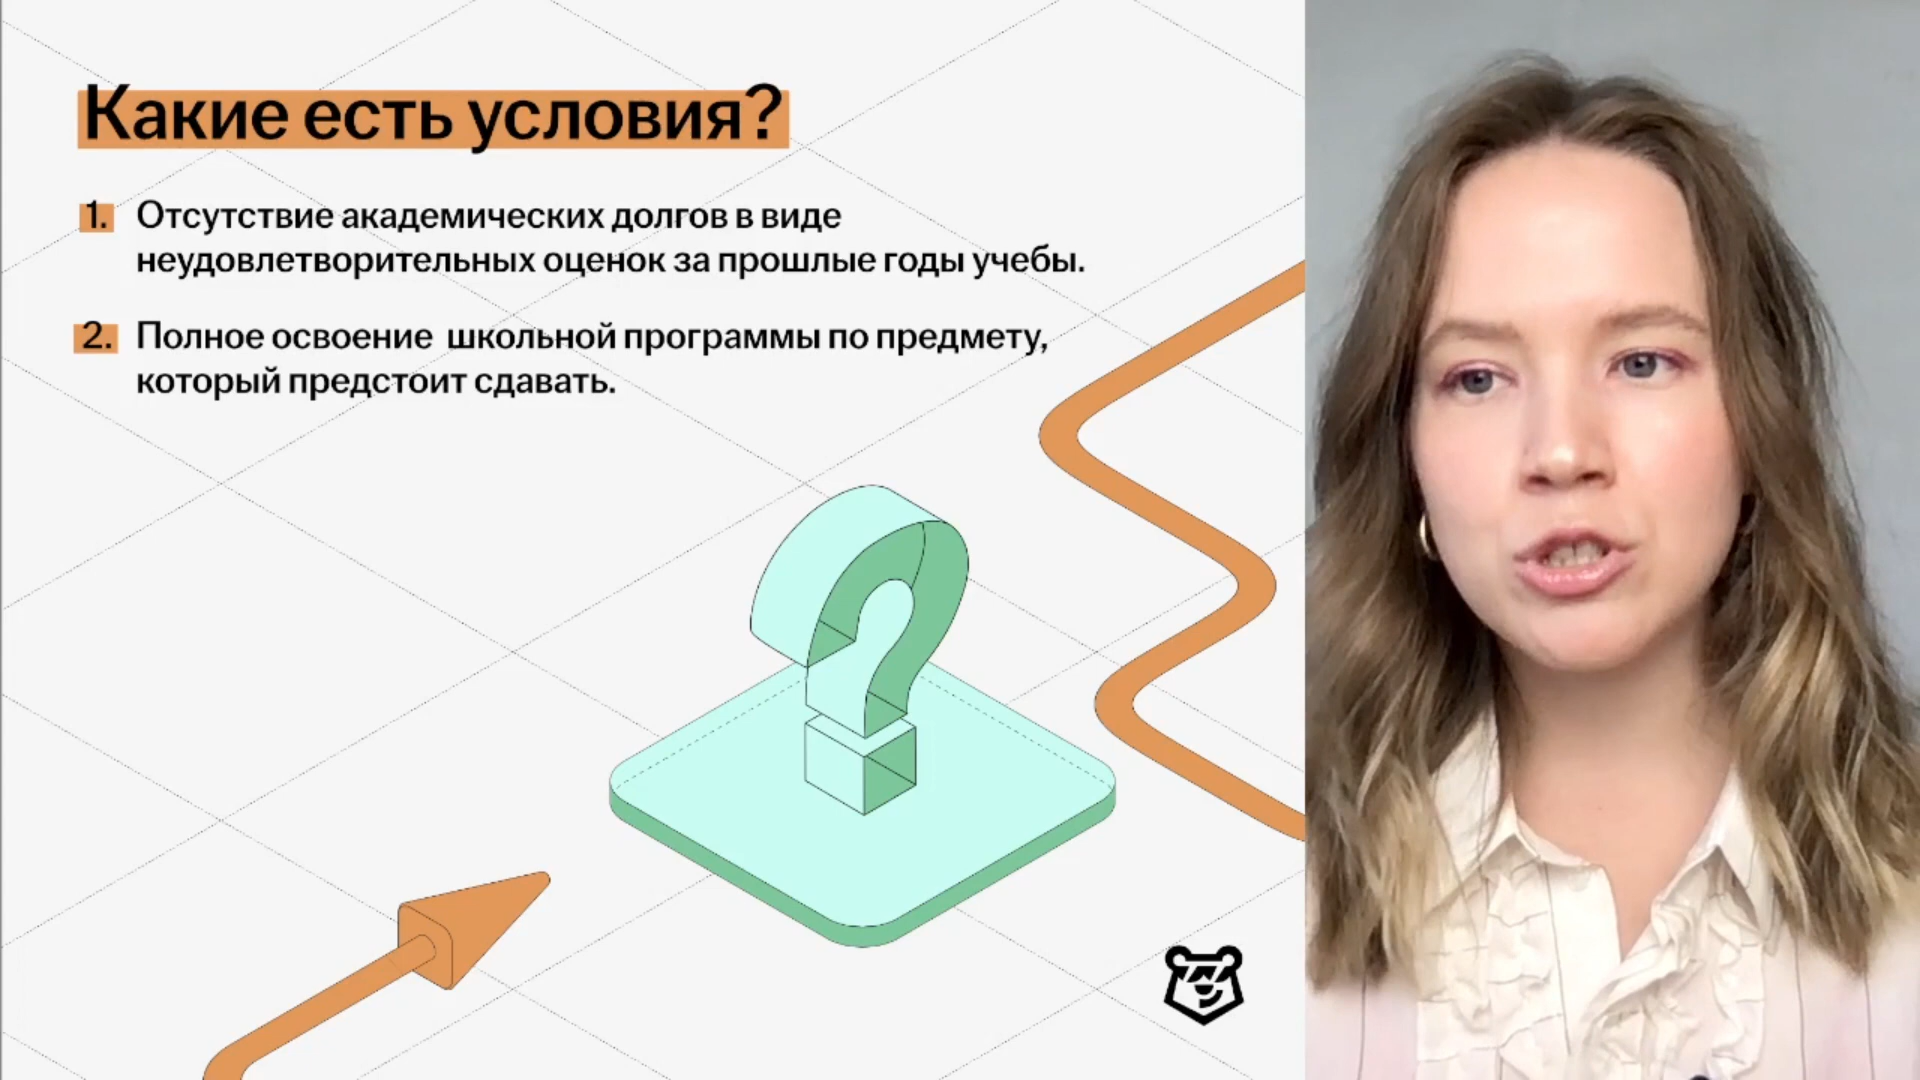 Какие есть условия?
1. Отсутствие академических долгов в виде
неудовлетворительных оценок за прошлые годы учебы.
2. Полное освоение школьной программы по предмету,
который предстоит сдавать.